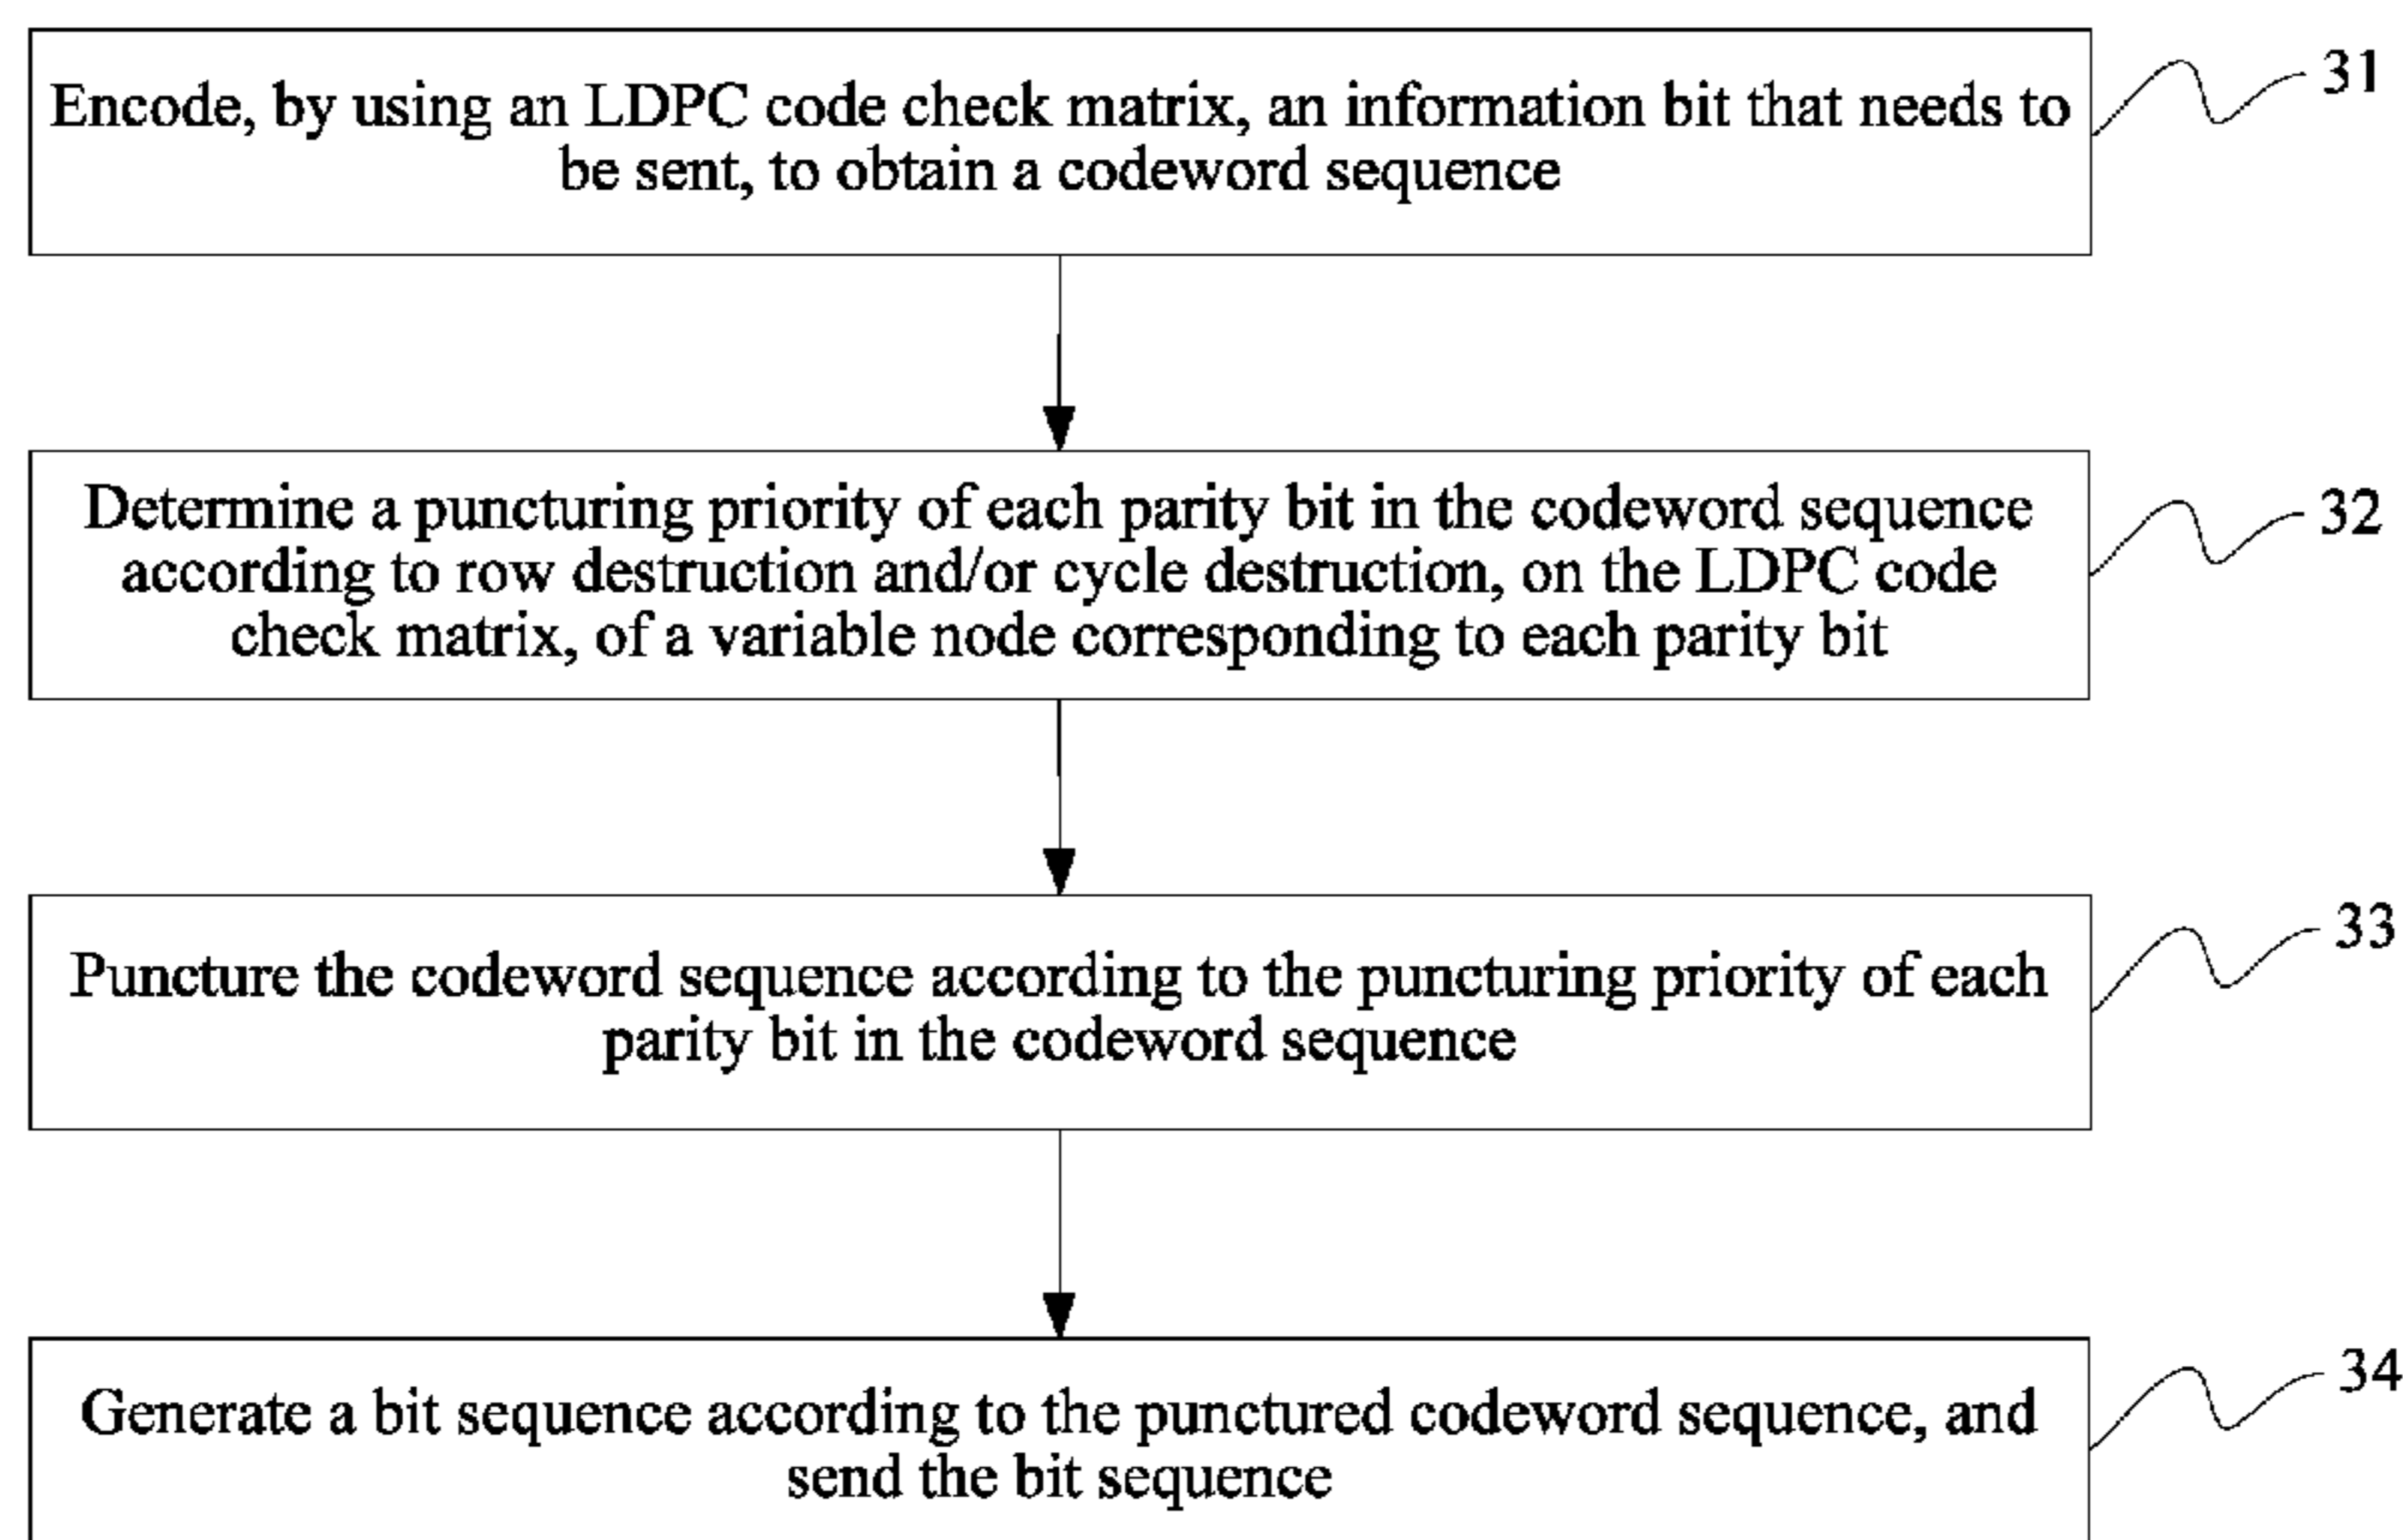 Encode, by using an LDPC code check matrix, an information bit that needs to
be sent, to obtain a codeword sequence
31
Determine a puncturing priority of each parity bit in the codeword sequence
according to row destruction and/or cycle destruction, on the LDPC code
check matrix, of a variable node corresponding to each parity bit
32
Puncture the codeword sequence according to the puncturing priority of each
parity bit in the codeword sequence
33
Generate a bit sequence according to the punctured codeword sequence, and
send the bit sequence
34